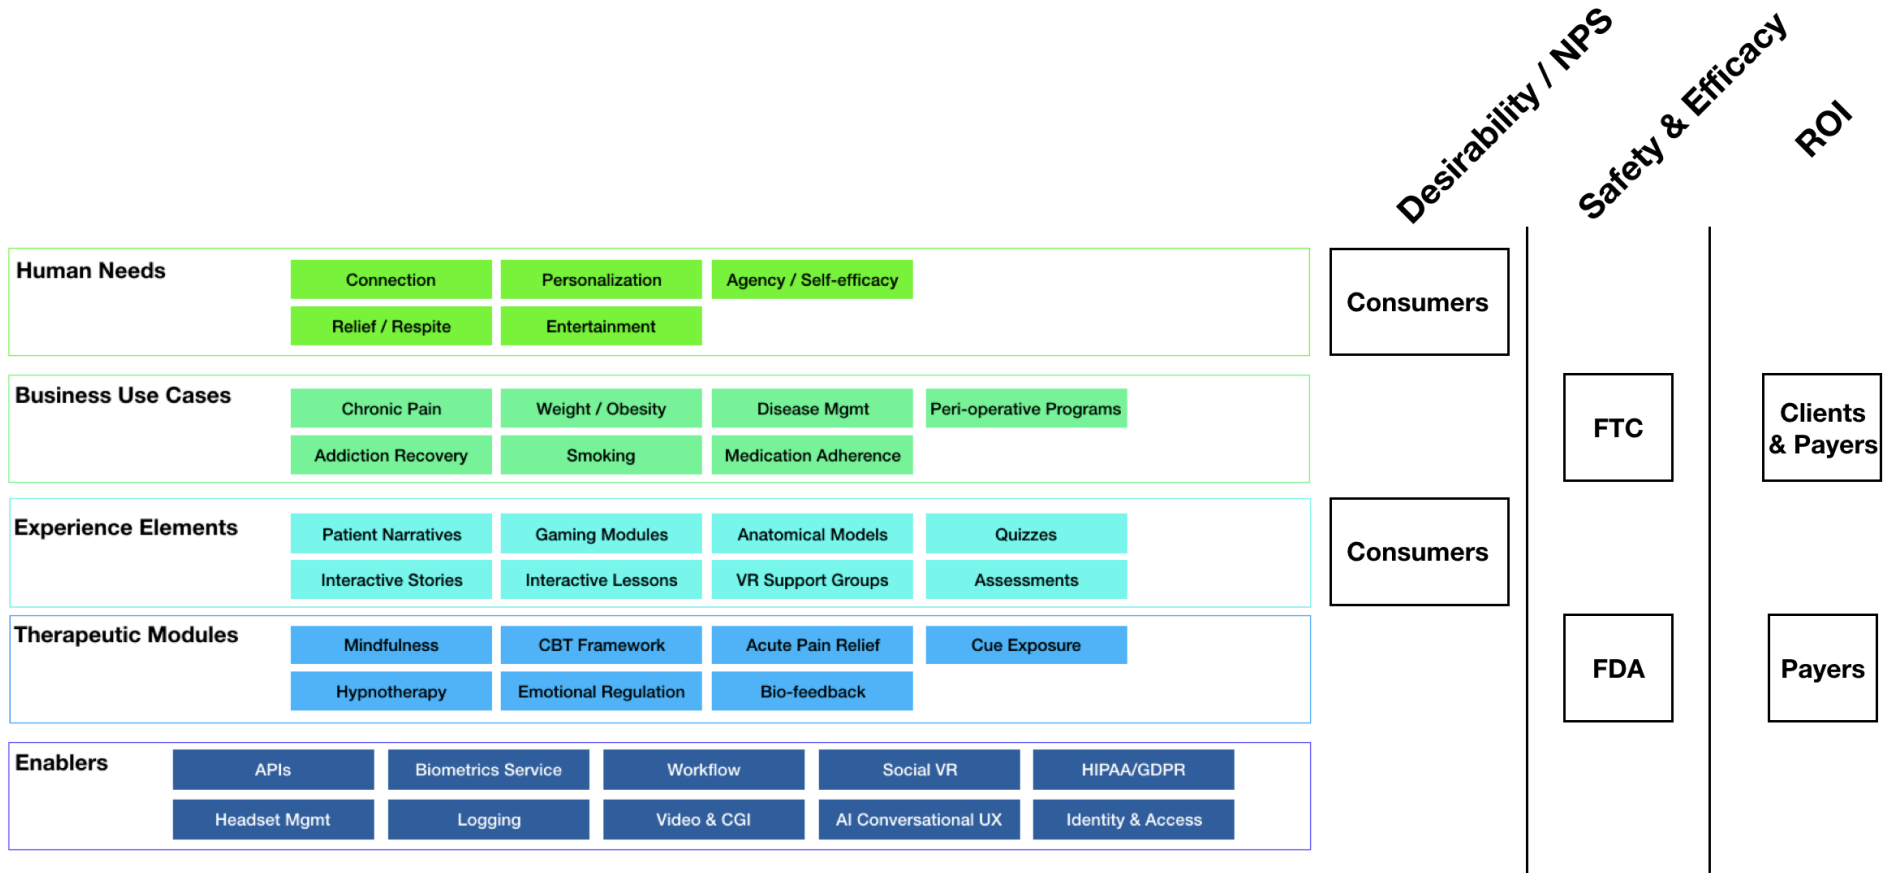 Desirability / NPS
Safety & Efficacy
ROI
Human Needs
Connection
Personalization
Agency / Self-efficacy
Relief / Respite
Entertainment
Consumers
Business Use Cases
Chronic Pain
Weight / Obesity
Disease Mgmt
Peri-operative Programs
Addiction Recovery
Smoking
Medication Adherence
FTC
Clients
& Payers
Experience Elements
Patient Narratives
Gaming Modules
Anatomical Models
Quizzes
Interactive Stories
Interactive Lessons
VR Support Groups
Assessments
Consumers
Therapeutic Modules
Mindfulness
CBT Framework
Acute Pain Relief
Cue Exposure
Hypnotherapy
Emotional Regulation
Bio-feedback
FDA
Payers
Enablers
APIs
Biometrics Service
Workflow
Social VR
HIPAA/GDPR
Headset Mgmt
Logging
Video & CGI
AI Conversational UX
Identity & Access